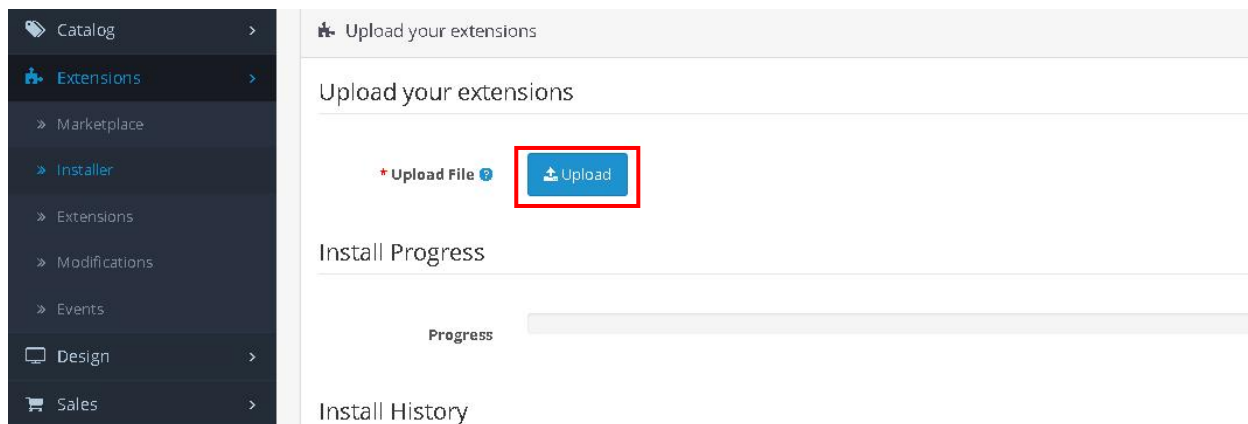 Catalog
Extensions
Marketplace
Installer
Extensions
Modifications
Events
Design
Sales
Upload your extensions
Upload your extensions
* Upload File ? Upload
Install Progress
Progress
Install History